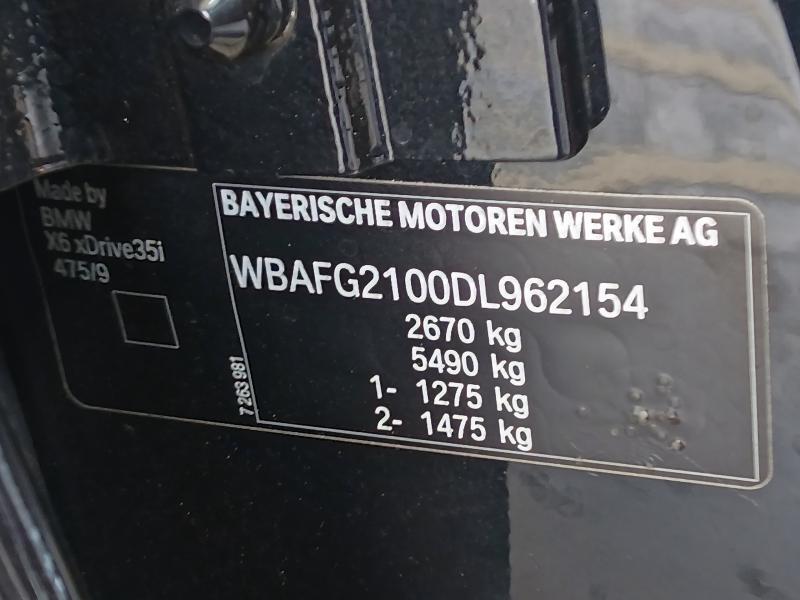 Made by
BMW
X6 xDrive35i
475/9
BAYERISCHE MOTOREN WERKE AG
WBAFG2100DL962154
2670 kg
5490 kg
1- 1275 kg
2- 1475 kg
7 263 981